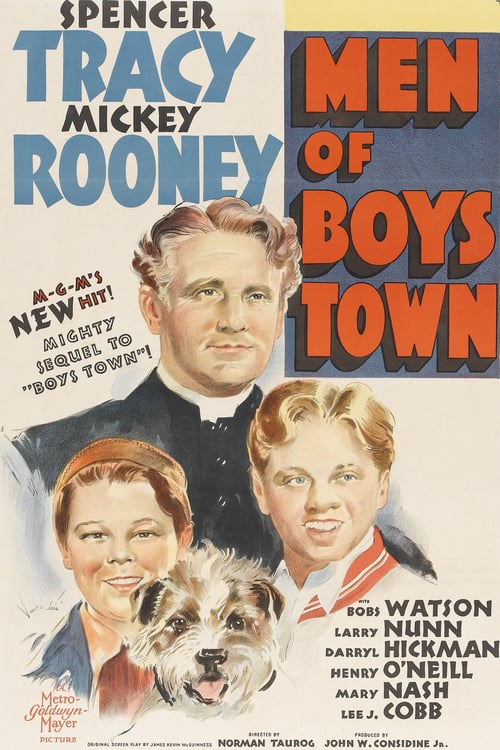 SPENCER
TRACY
MICKEY
ROONEY
MEN
OF
BOYS
TOWN
M-G-M'S
NEW HIT!
MIGHTY
SEQUEL TO
"BOYS TOWN"!
WITH
BOBS WATSON
LARRY NUNN
DARRYL HICKMAN
HENRY O'NEILL
MARY NASH
LEE J. COBB
A
Metro-
Goldwyn-
Mayer
PICTURE
ORIGINAL SCREEN PLAY BY JAMES KEVIN McGUINNESS
DIRECTED BY
NORMAN TAUROG
PRODUCED BY
JOHN W. CONSIDINE Jr.